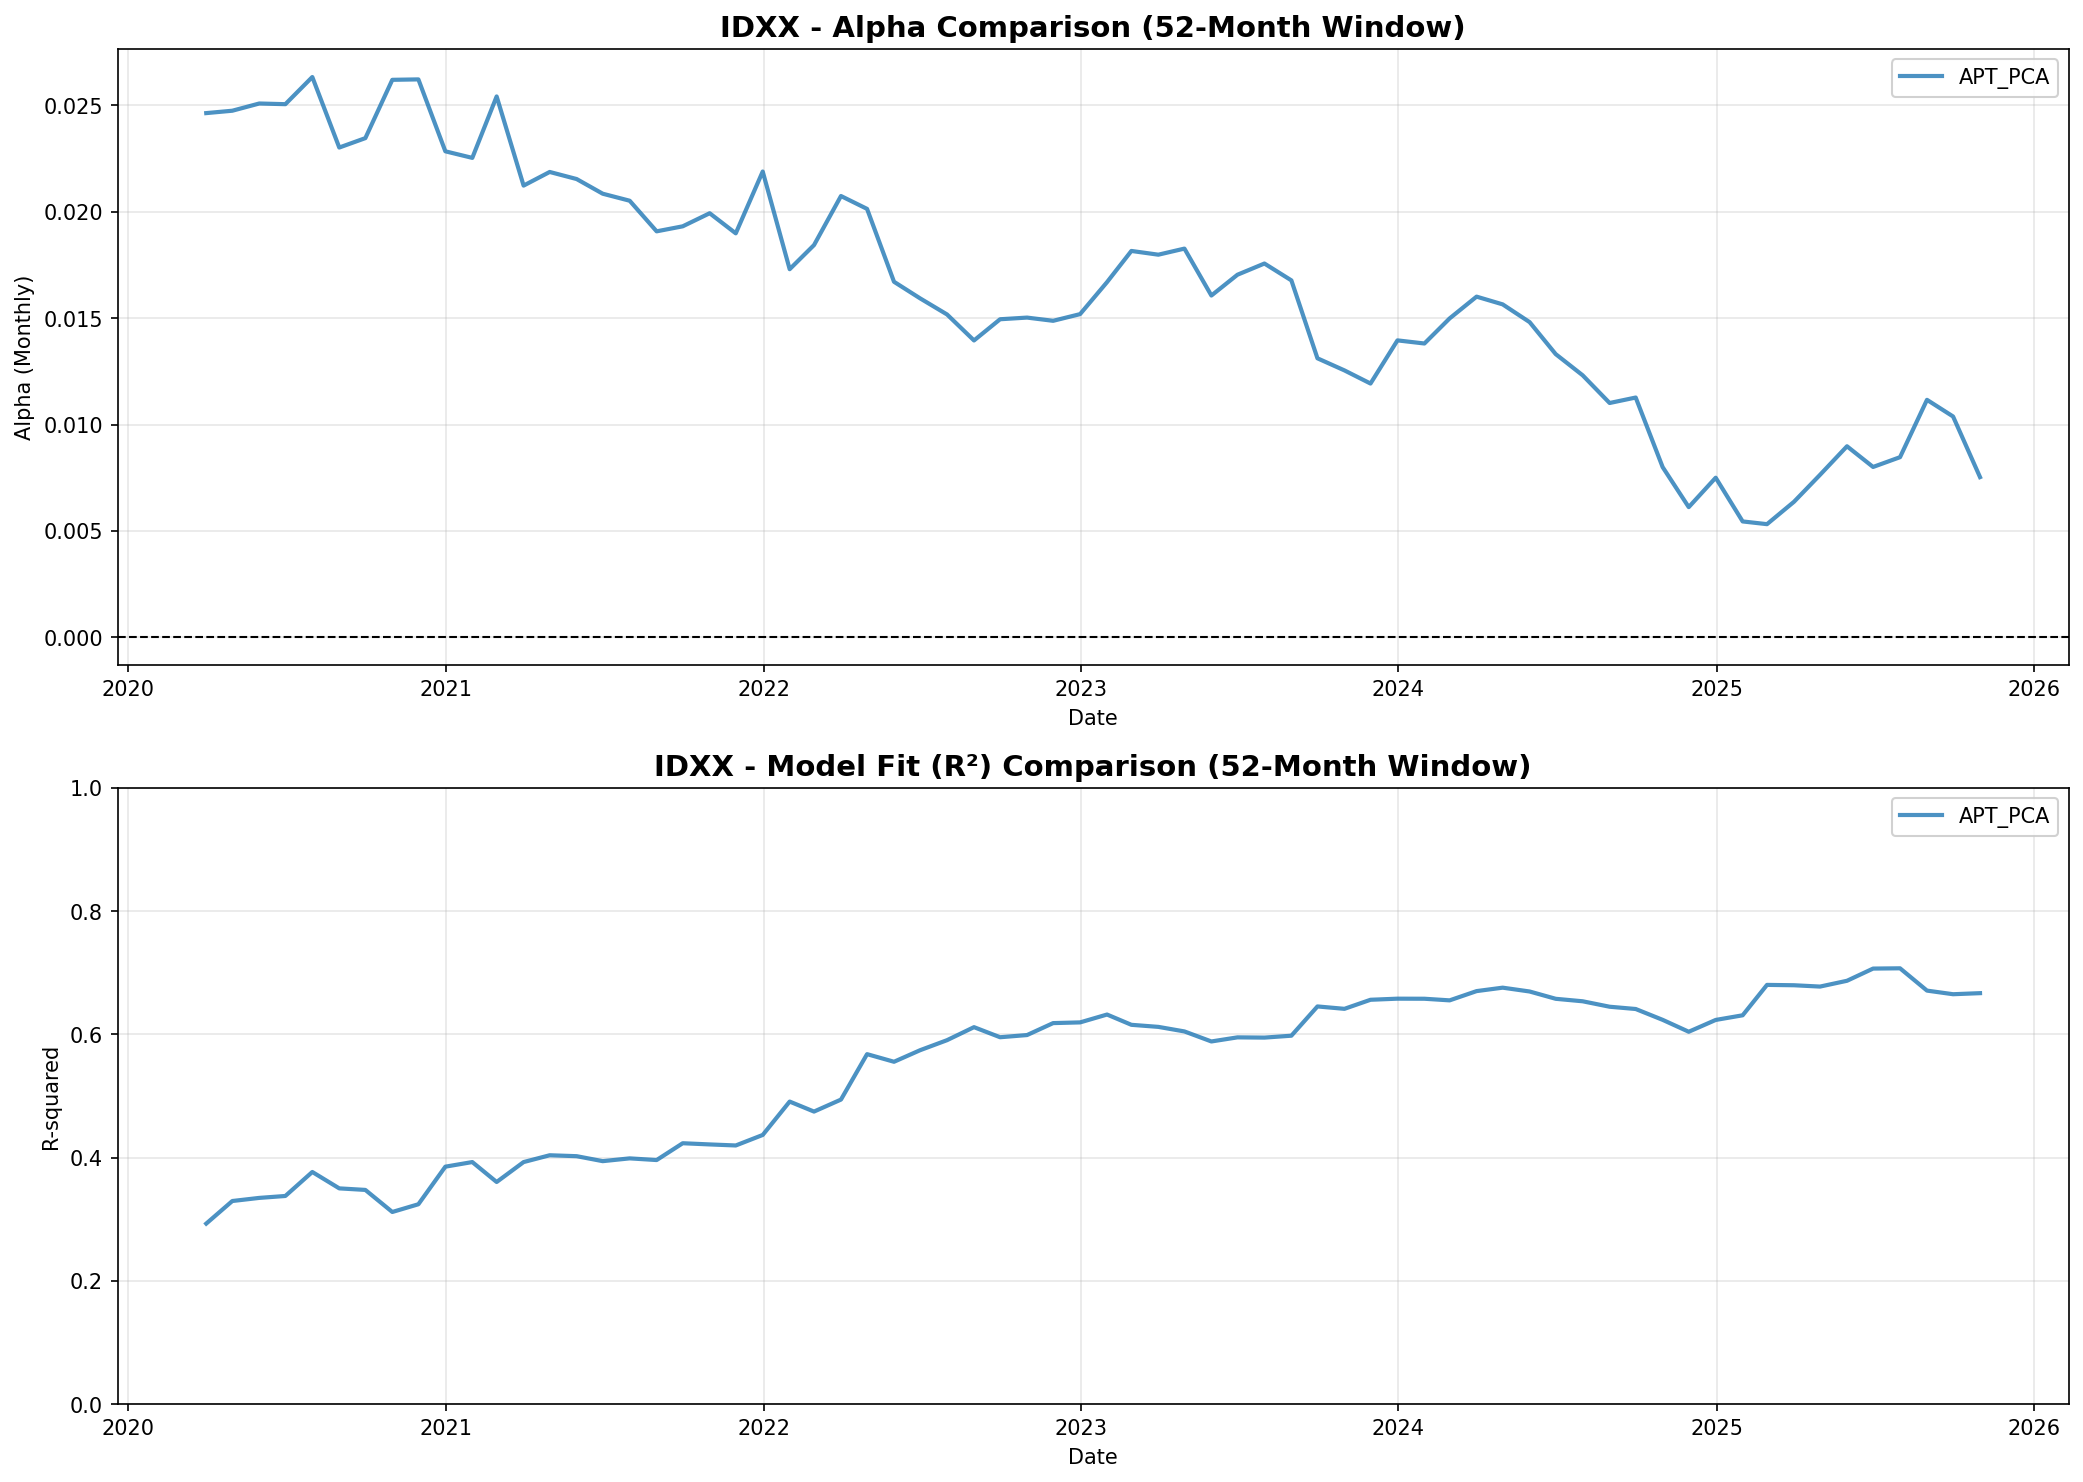 IDXX - Alpha Comparison (52-Month Window)
APT_PCA
Alpha (Monthly)
0.025
0.020
0.015
0.010
0.005
0.000
2020 2021 2022 2023 2024 2025 2026
Date
IDXX - Model Fit (R²) Comparison (52-Month Window)
APT_PCA
R-squared
1.0
0.8
0.6
0.4
0.2
0.0
2020 2021 2022 2023 2024 2025 2026
Date